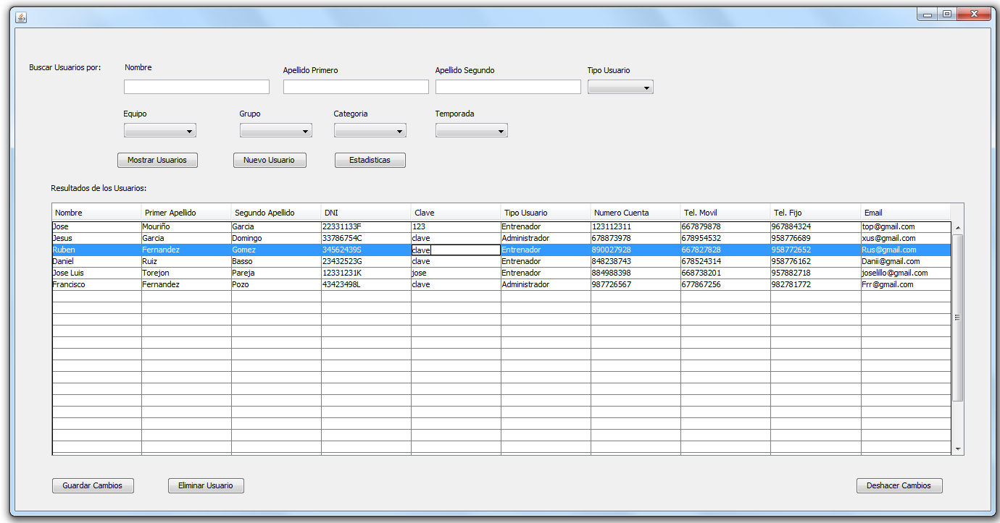 Buscar Usuarios por: Nombre Apellido Primero Apellido Segundo Tipo Usuario
Equipo Grupo Categoria Temporada
Mostrar Usuarios Nuevo Usuario Estadisticas
Resultados de los Usuarios:
Nombre Primer Apellido Segundo Apellido DNI Clave Tipo Usuario Numero Cuenta Tel. Movil Tel. Fijo Email
Jose Mouriño Garcia 22331133F 123 Entrenador 123112311 667879878 967884324 top@gmail.com
Jesus Garcia Domingo 33786754C clave Administrador 678873978 678954532 958776689 xus@gmail.com
Ruben Fernandez Gomez 34562439S clave Entrenador 890027928 667827828 958772652 Rus@gmail.com
Daniel Ruiz Basso 23432523G clave Entrenador 848238743 678524314 958776162 Danii@gmail.com
Jose Luis Torejon Pareja 12331231K jose Entrenador 884988398 668738201 957882718 joselillo@gmail.com
Francisco Fernandez Pozo 43423498L clave Administrador 987726567 677867256 982781772 Frr@gmail.com
Guardar Cambios Eliminar Usuario Deshacer Cambios